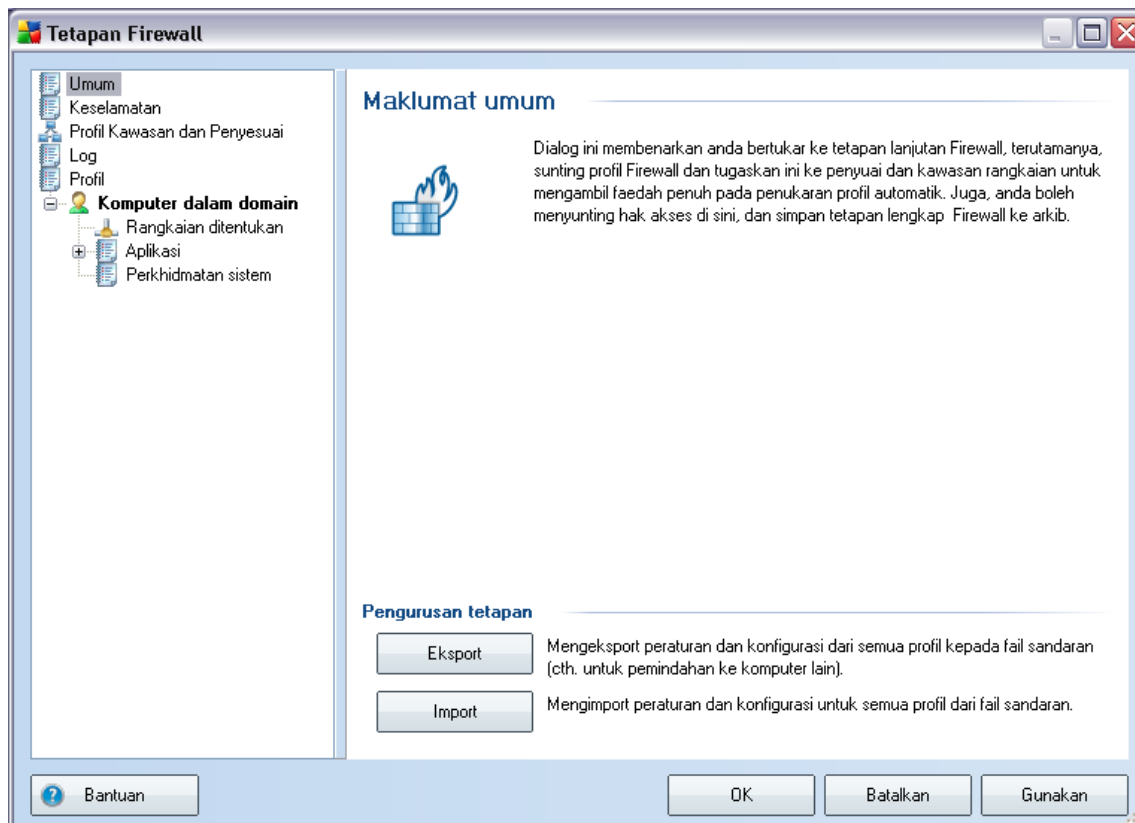 Tetapan Firewall
Umum
Keselamatan
Profil Kawasan dan Penyesuai
Log
Profil
Komputer dalam domain
Rangkaian ditentukan
Aplikasi
Perkhidmatan sistem
Maklumat umum
Dialog ini membenarkan anda bertukar ke tetapan lanjutan Firewall, terutamanya,
sunting profil Firewall dan tugaskan ini ke penyuai dan kawasan rangkaian untuk
mengambil faedah penuh pada penukaran profil automatik. Juga, anda boleh
menyunting hak akses di sini, dan simpan tetapan lengkap Firewall ke arkib.
Pengurusan tetapan
Eksport
Mengeksport peraturan dan konfigurasi dari semua profil kepada fail sandaran
(cth. untuk pemindahan ke komputer lain).
Import
Mengimport peraturan dan konfigurasi untuk semua profil dari fail sandaran.
Bantuan
OK
Batalkan
Gunakan